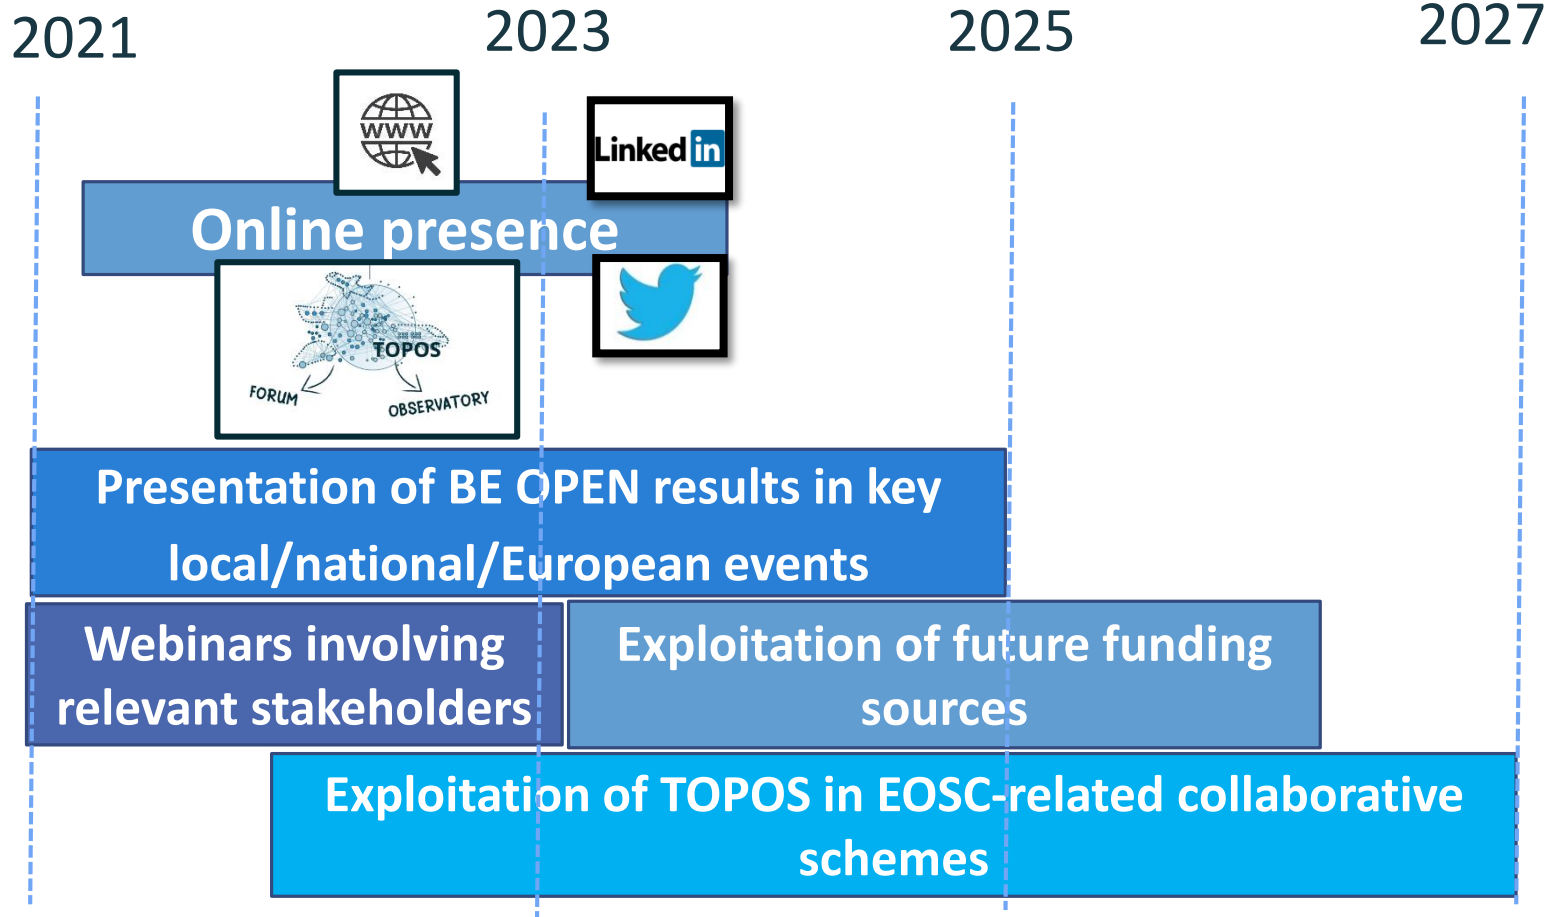 2021
2023
2025
2027
WWW
Linked in
Online presence
TOPOS
FORUM
OBSERVATORY
Presentation of BE OPEN results in key
local/national/European events
Webinars involving
relevant stakeholders
Exploitation of future funding
sources
Exploitation of TOPOS in EOSC-related collaborative
schemes